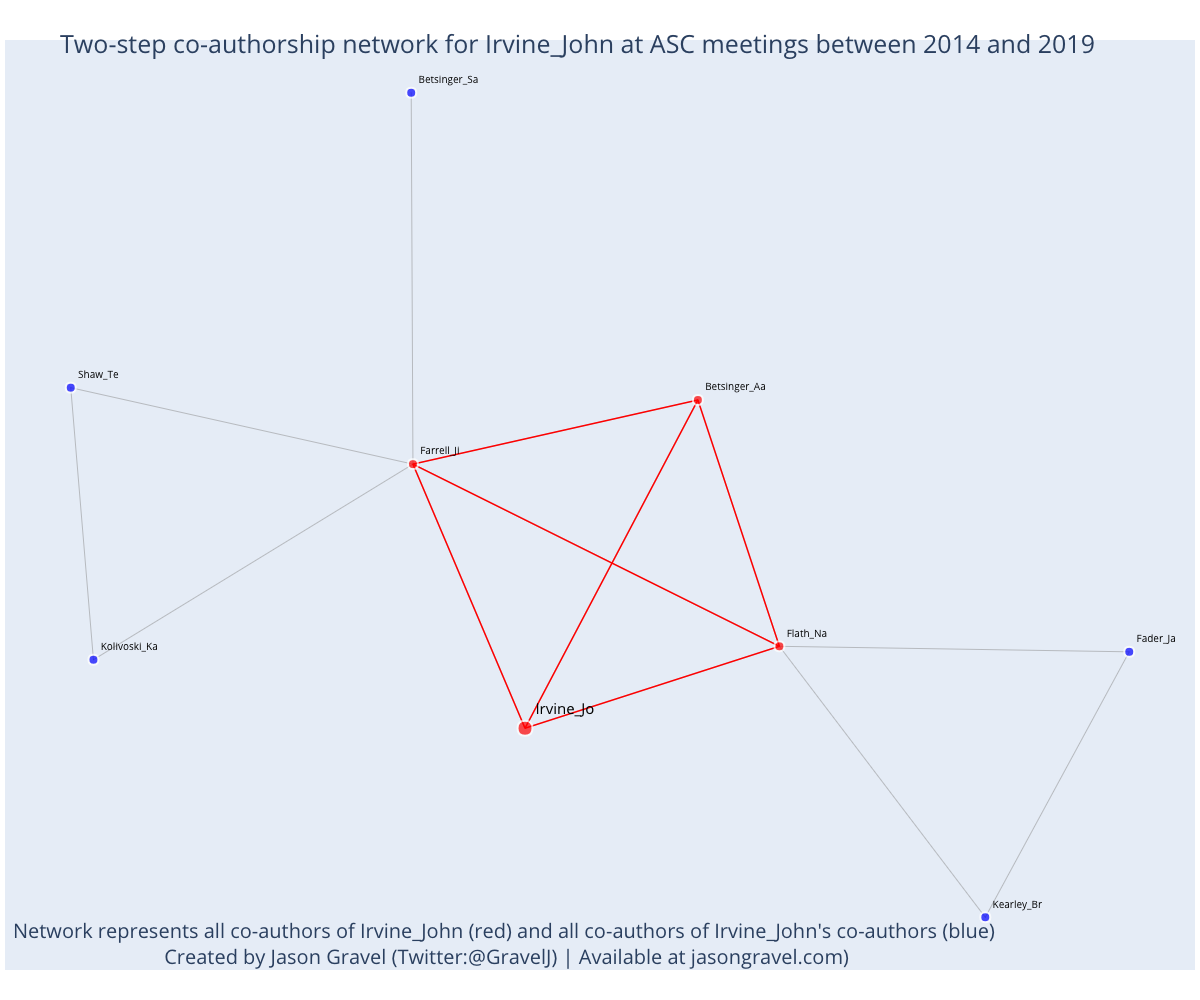 Two-step co-authorship network for Irvine_John at ASC meetings between 2014 and 2019
Betsinger_Sa
Shaw_Te
Betsinger_Aa
Farrell_Ji
Flath_Na
Fader_Ja
Kolivoski_Ka
Irvine_Jo
Kearley_Br
Network represents all co-authors of Irvine_John (red) and all co-authors of Irvine_John's co-authors (blue)
Created by Jason Gravel (Twitter:@GravelJ) | Available at jasongravel.com)